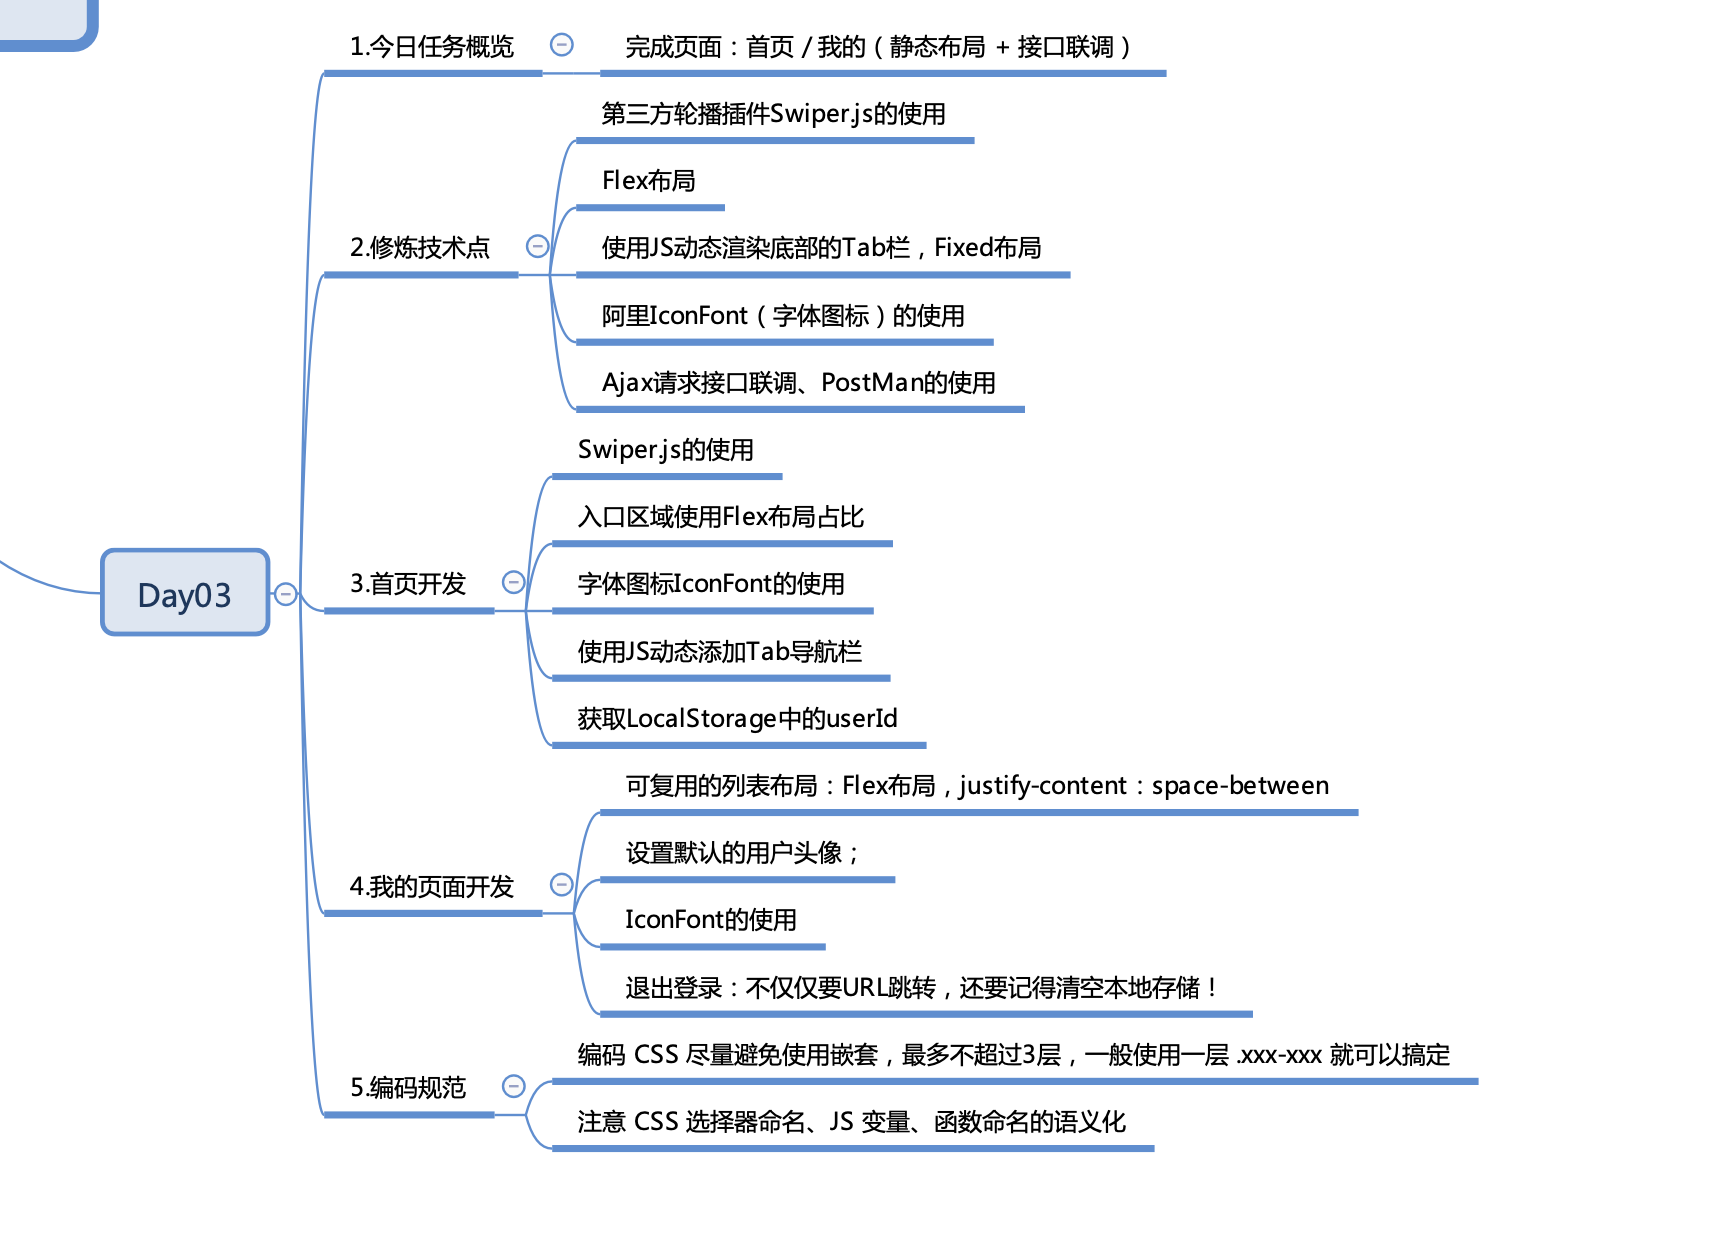 Day03
1.今日任务概览
完成页面：首页 / 我的（静态布局 + 接口联调）
2.修炼技术点
第三方轮播插件Swiper.js的使用
Flex布局
使用JS动态渲染底部的Tab栏，Fixed布局
阿里IconFont（字体图标）的使用
Ajax请求接口联调、PostMan的使用
3.首页开发
Swiper.js的使用
入口区域使用Flex布局占比
字体图标IconFont的使用
使用JS动态添加Tab导航栏
获取LocalStorage中的userId
4.我的页面开发
可复用的列表布局：Flex布局，justify-content：space-between
设置默认的用户头像；
IconFont的使用
退出登录：不仅仅要URL跳转，还要记得清空本地存储！
5.编码规范
编码 CSS 尽量避免使用嵌套，最多不超过3层，一般使用一层 .xxx-xxx 就可以搞定
注意 CSS 选择器命名、JS 变量、函数命名的语义化